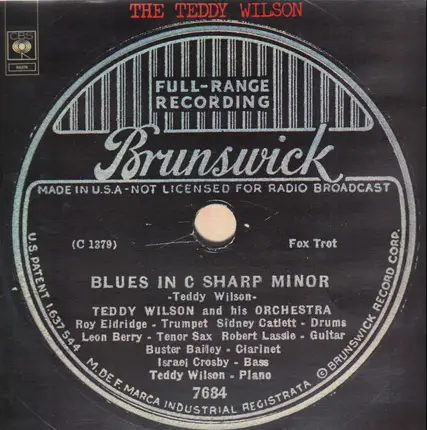 THE TEDDY WILSON
CBS
FULL-RANGE
RECORDING
Brunswick
MADE IN U.S.A - NOT LICENSED FOR RADIO BROADCAST
(C 1379)
Fox Trot
BLUES IN C SHARP MINOR
-Teddy Wilson-
TEDDY WILSON and his ORCHESTRA
Roy Eldridge - Trumpet Sidney Catlett - Drums
Leon Berry - Tenor Sax Robert Lassie - Guitar
Buster Bailey - Clarinet
Israel Crosby - Bass
Teddy Wilson - Piano
7684
U.S. PATENT 1,637,544
M. DE F. MARCA INDUSTRIAL REGISTRATA
© BRUNSWICK RECORD CORP.